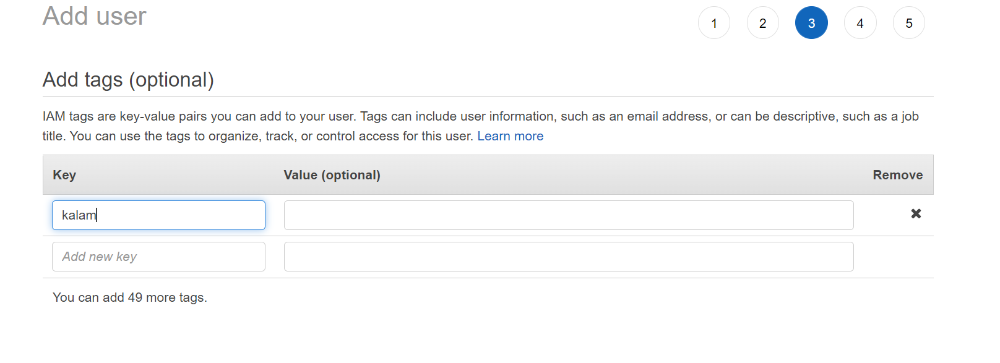 Add user
1 2 3 4 5
Add tags (optional)
IAM tags are key-value pairs you can add to your user. Tags can include user information, such as an email address, or can be descriptive, such as a job
title. You can use the tags to organize, track, or control access for this user. Learn more
Key Value (optional) Remove
kalam
Add new key
You can add 49 more tags.